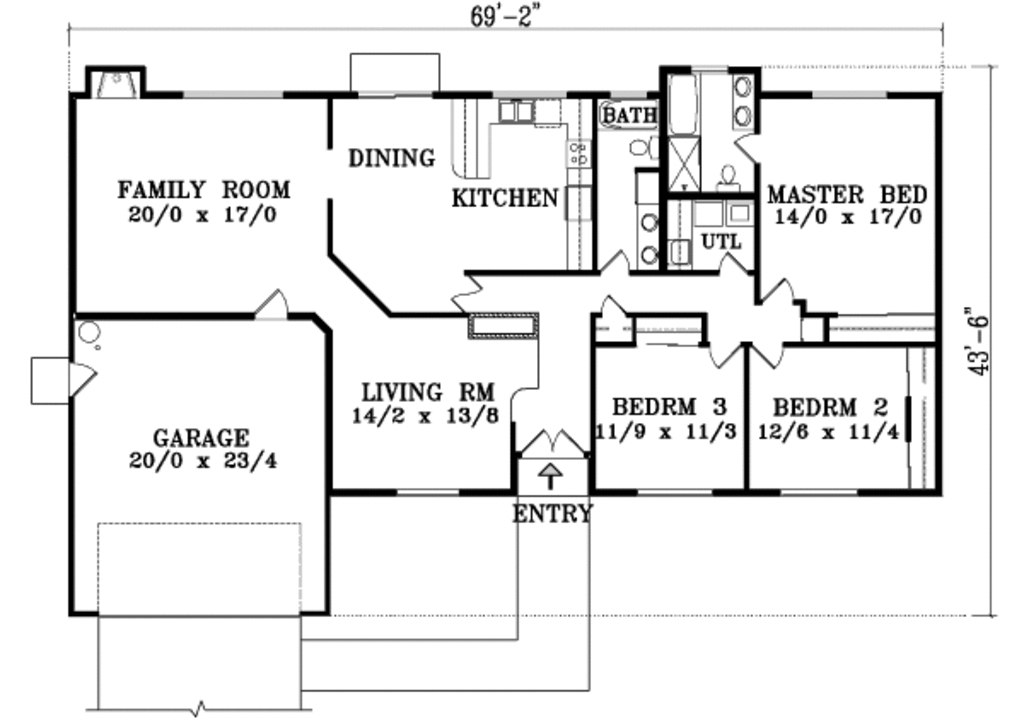 69'-2"
BATH
DINING
FAMILY ROOM
20/0 x 17/0
KITCHEN
MASTER BED
14/0 x 17/0
UTL
43'-6"
LIVING RM
14/2 x 13/8
BEDRM 3
11/9 x 11/3
BEDRM 2
12/6 x 11/4
GARAGE
20/0 x 23/4
ENTRY